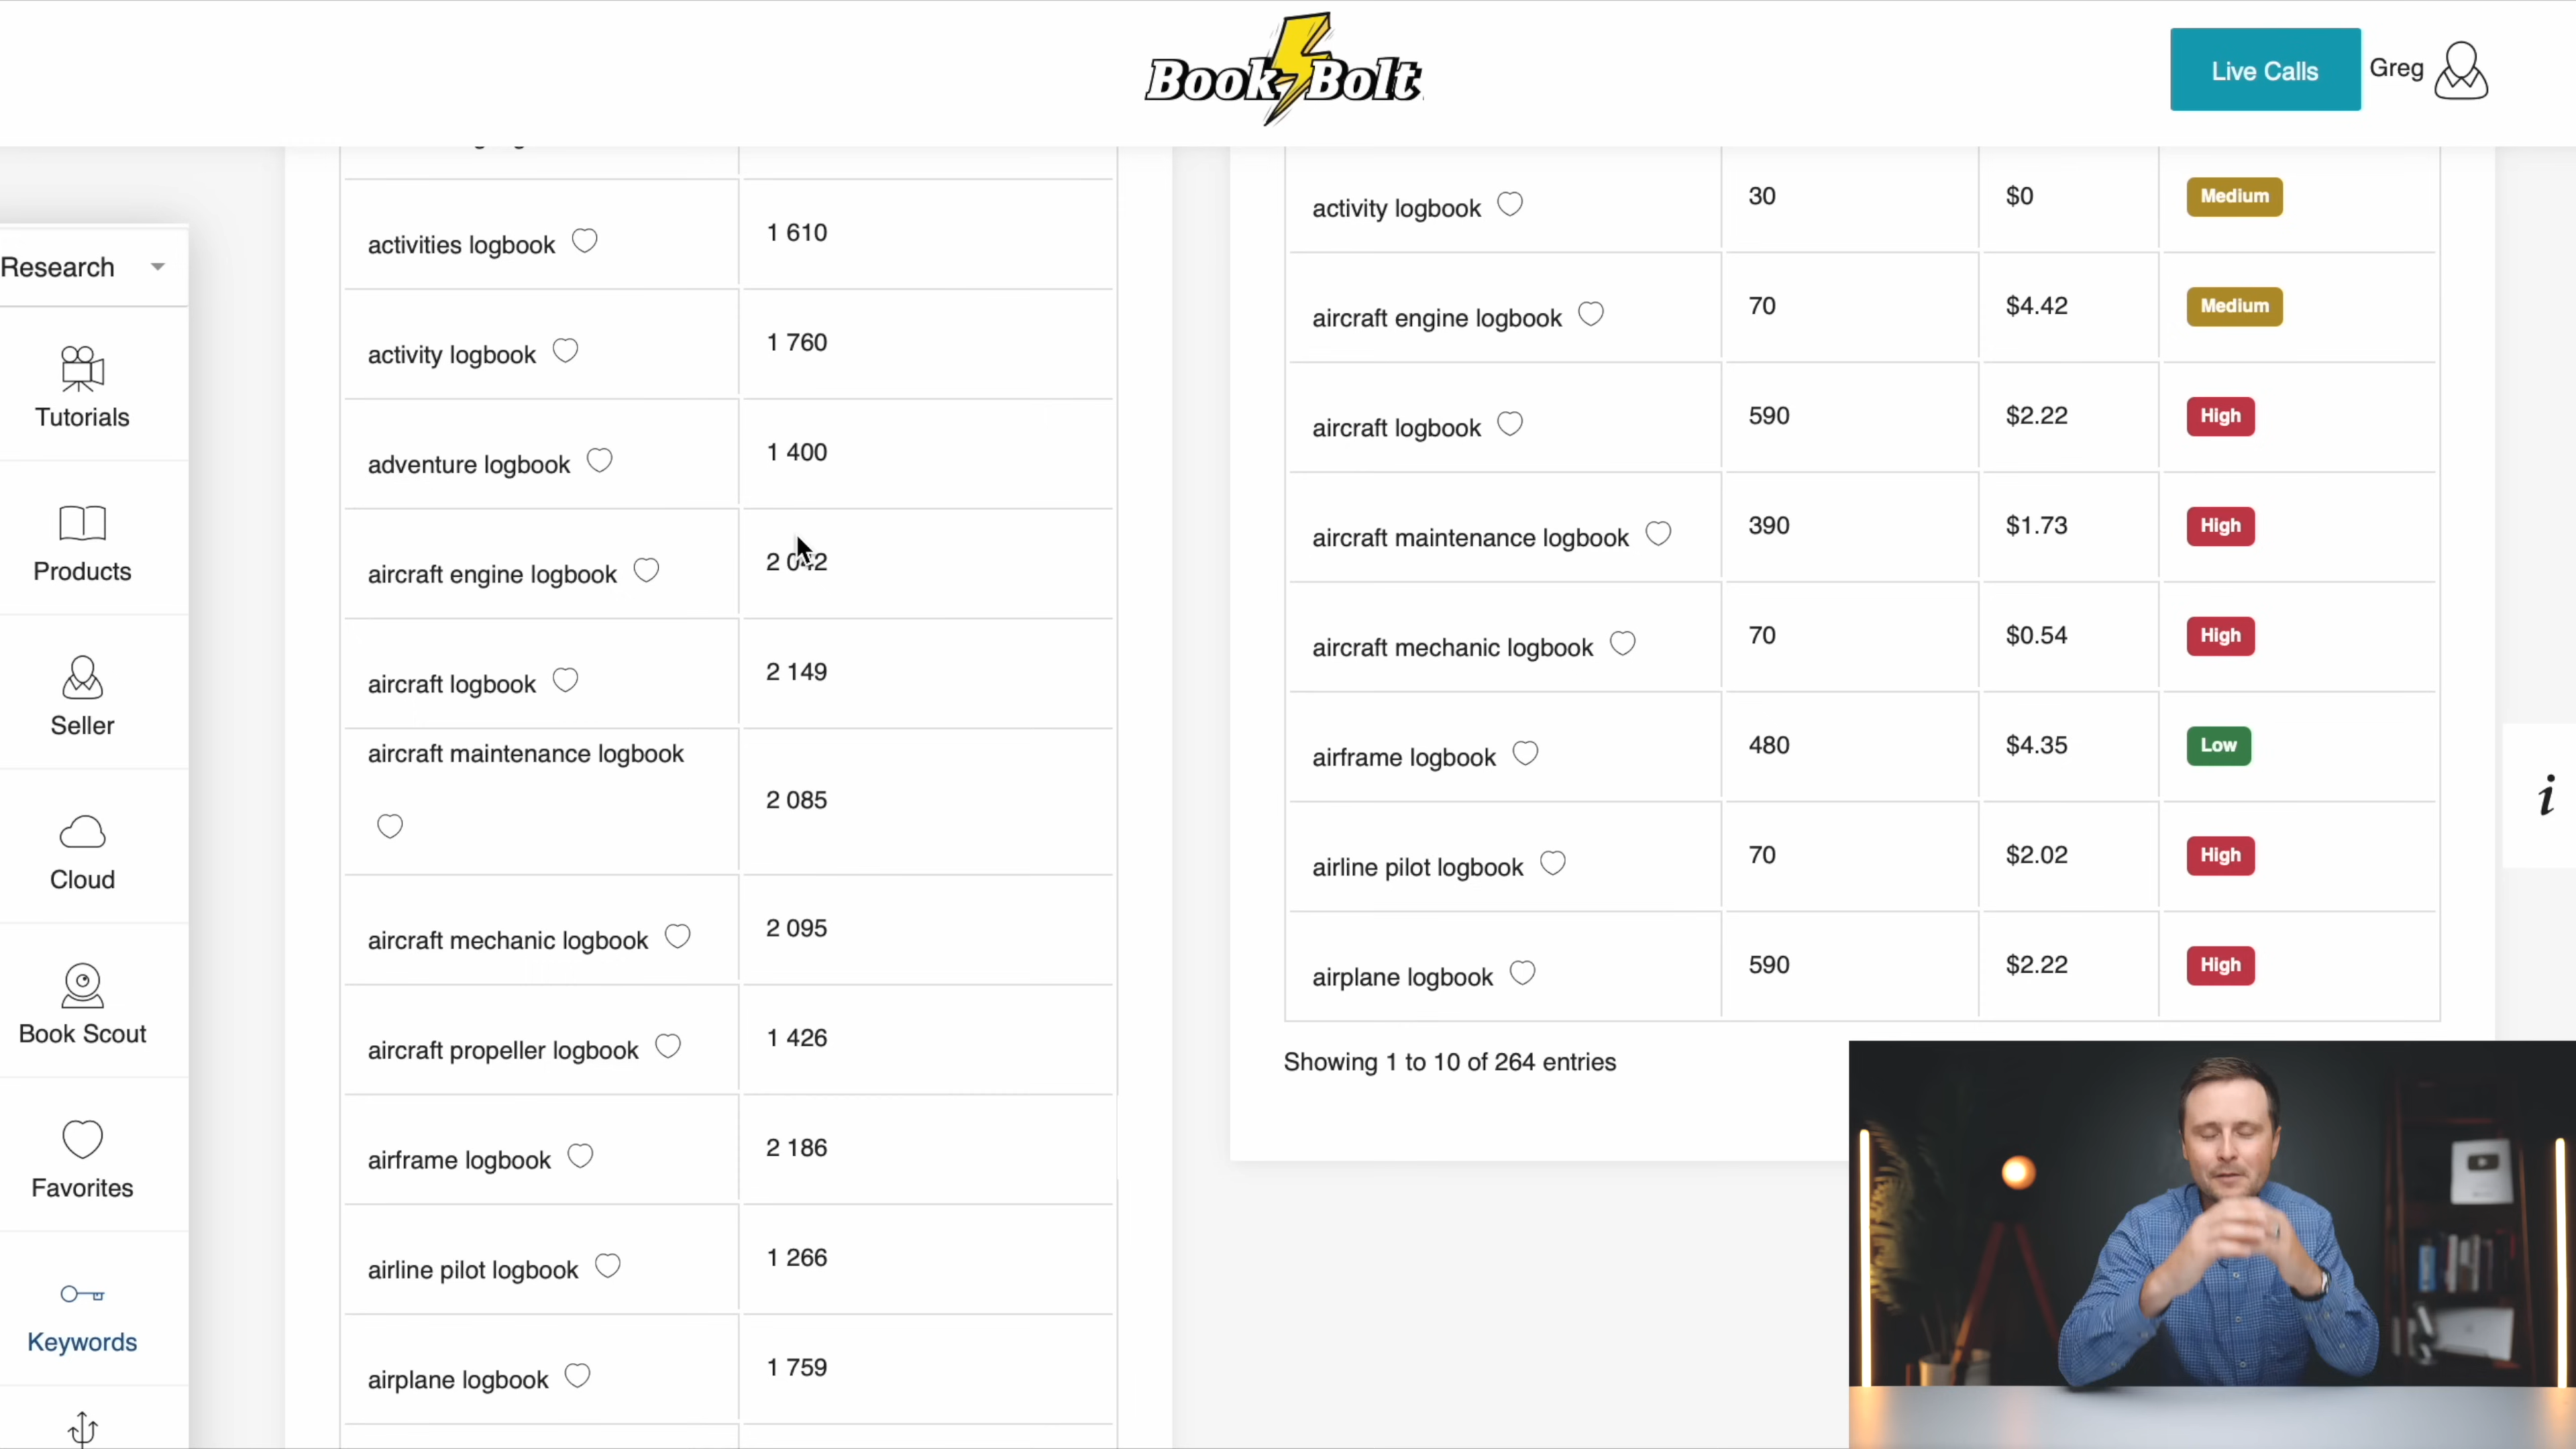 Book Bolt
Live Calls
Greg
Research
Tutorials
Products
Seller
Cloud
Book Scout
Favorites
Keywords
activities logbook 1 610
activity logbook 1 760
adventure logbook 1 400
aircraft engine logbook
aircraft logbook 2 149
aircraft maintenance logbook 2 085
aircraft mechanic logbook 2 095
aircraft propeller logbook 1 426
airframe logbook 2 186
airline pilot logbook 1 266
airplane logbook 1 759
activity logbook 30 $0 Medium
aircraft engine logbook 70 $4.42 Medium
aircraft logbook 590 $2.22 High
aircraft maintenance logbook 390 $1.73 High
aircraft mechanic logbook 70 $0.54 High
airframe logbook 480 $4.35 Low
airline pilot logbook 70 $2.02 High
airplane logbook 590 $2.22 High
Showing 1 to 10 of 264 entries
i